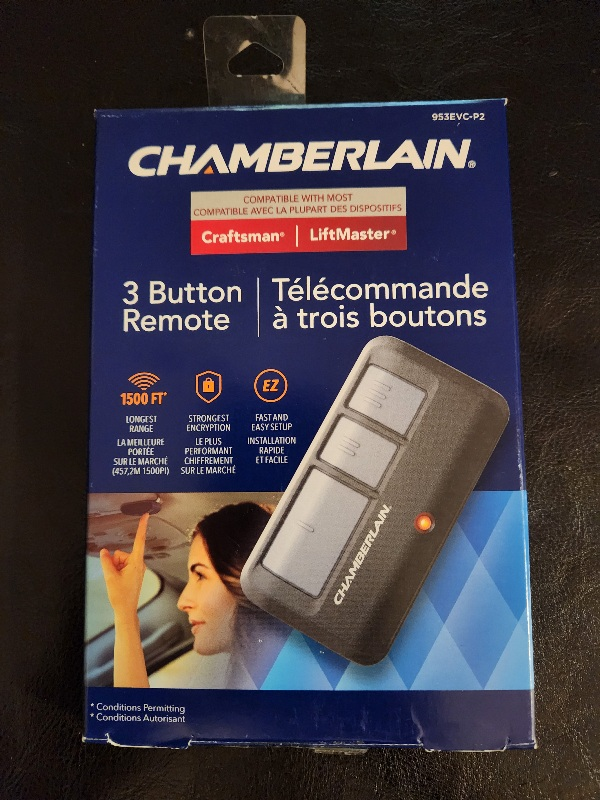 953EVC-P2
CHAMBERLAIN®
COMPATIBLE WITH MOST
COMPATIBLE AVEC LA PLUPART DES DISPOSITIFS
Craftsman® | LiftMaster®
3 Button
Remote
Télécommande
à trois boutons
1500 FT*
LONGEST
RANGE
LA MEILLEURE
PORTÉE
SUR LE MARCHÉ
(457,2M 1500PI)
STRONGEST
ENCRYPTION
LE PLUS
PERFORMANT
CHIFFREMENT
SUR LE MARCHÉ
EZ
FAST AND
EASY SETUP
INSTALLATION
RAPIDE
ET FACILE
CHAMBERLAIN.
* Conditions Permitting
* Conditions Autorisant